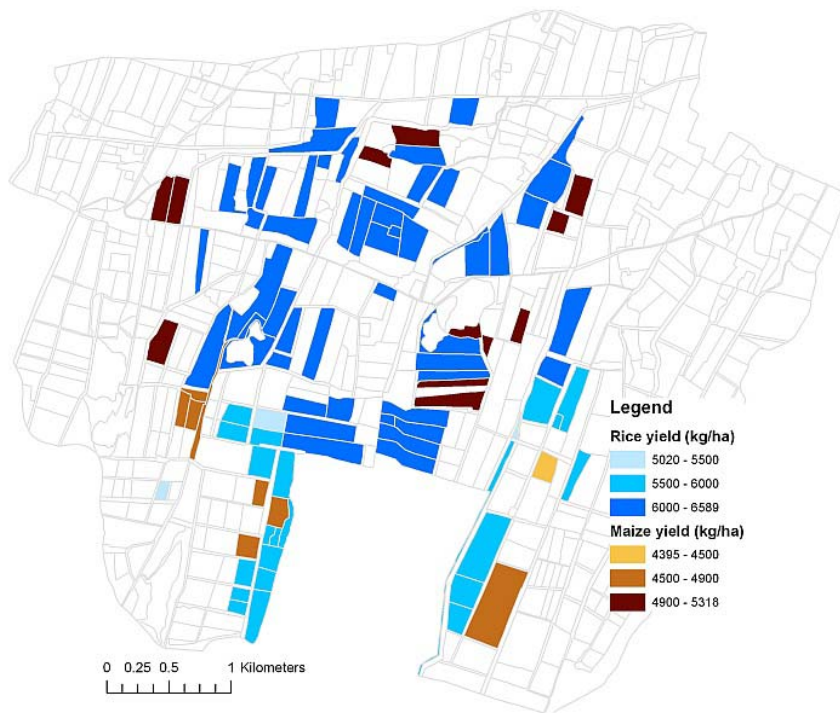 Legend
Rice yield (kg/ha)
5020 - 5500
5500 - 6000
6000 - 6589
Maize yield (kg/ha)
4395 - 4500
4500 - 4900
4900 - 5318
0 0.25 0.5 1 Kilometers